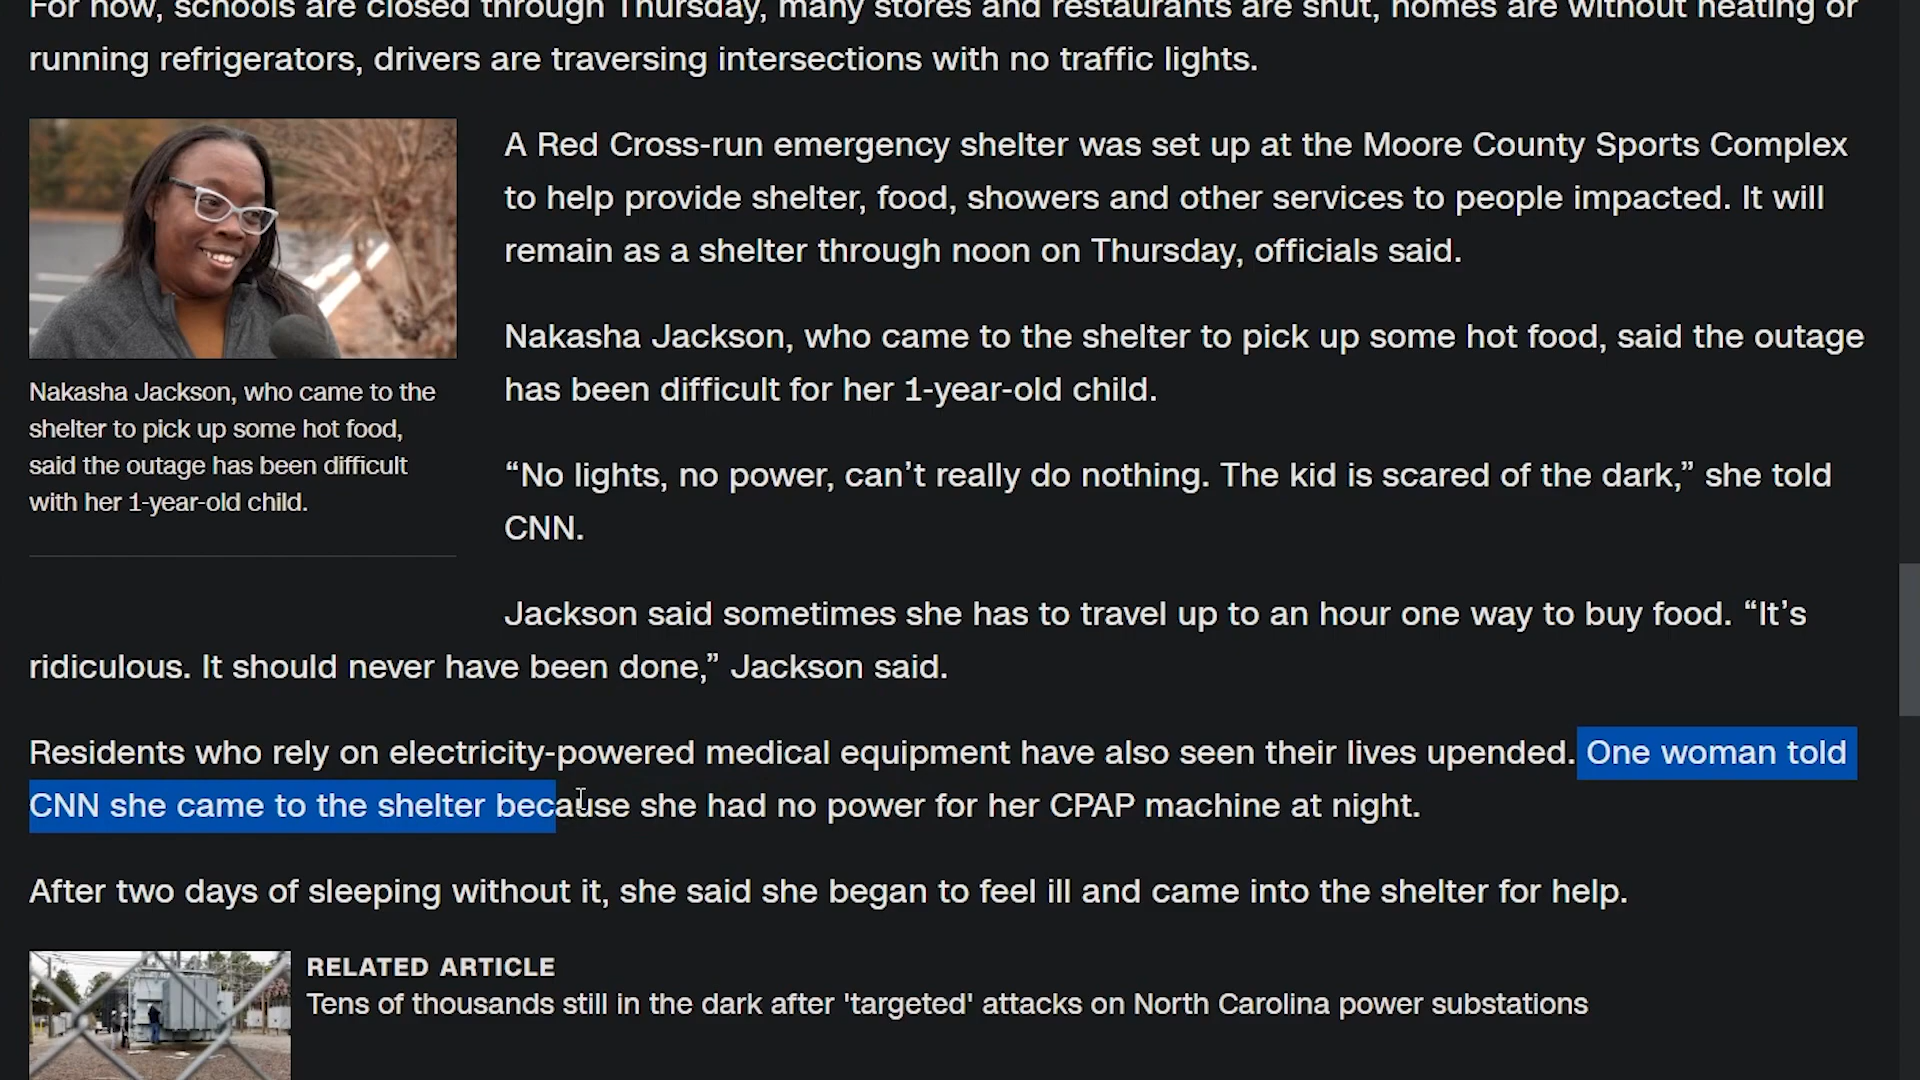 For now, schools are closed through Thursday, many stores and restaurants are shut, homes are without heating or
running refrigerators, drivers are traversing intersections with no traffic lights.
A Red Cross-run emergency shelter was set up at the Moore County Sports Complex
to help provide shelter, food, showers and other services to people impacted. It will
remain as a shelter through noon on Thursday, officials said.
Nakasha Jackson, who came to the
shelter to pick up some hot food,
said the outage has been difficult
with her 1-year-old child.
Nakasha Jackson, who came to the shelter to pick up some hot food, said the outage
has been difficult for her 1-year-old child.
“No lights, no power, can’t really do nothing. The kid is scared of the dark,” she told
CNN.
Jackson said sometimes she has to travel up to an hour one way to buy food. “It’s
ridiculous. It should never have been done,” Jackson said.
Residents who rely on electricity-powered medical equipment have also seen their lives upended. One woman told
CNN she came to the shelter because she had no power for her CPAP machine at night.
After two days of sleeping without it, she said she began to feel ill and came into the shelter for help.
RELATED ARTICLE
Tens of thousands still in the dark after 'targeted' attacks on North Carolina power substations